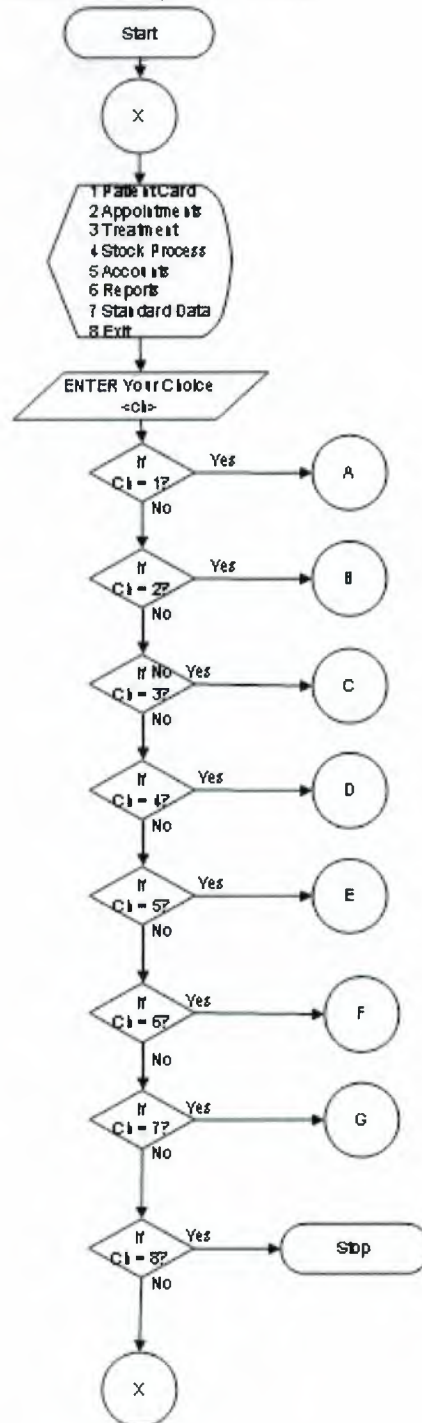 Start
X
1 Patient Card
2 Appointments
3 Treatment
4 Stock Process
5 Accounts
6 Reports
7 Standard Data
8 Exit
ENTER Your Choice
<Ch>
If
Ch = 1?
Yes
A
No
If
Ch = 2?
Yes
B
No
If No
Ch = 3?
Yes
C
No
If
Ch = 4?
Yes
D
No
If
Ch = 5?
Yes
E
No
If
Ch = 6?
Yes
F
No
If
Ch = 7?
Yes
G
No
If
Ch = 8?
Yes
Stop
No
X